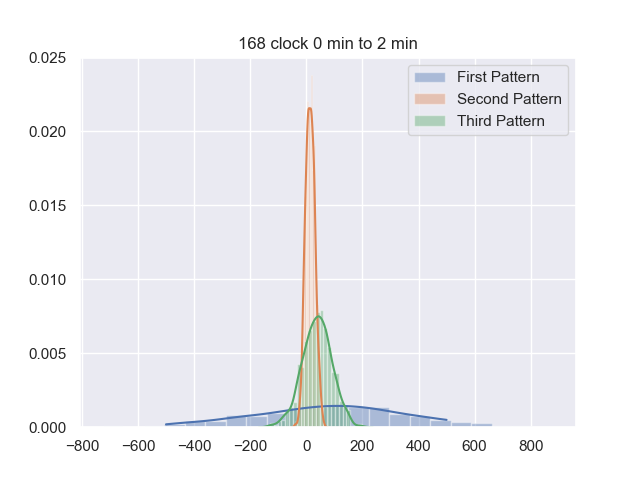 168 clock 0 min to 2 min
0.025
0.020
0.015
0.010
0.005
0.000
First Pattern
Second Pattern
Third Pattern
−800 −600 −400 −200 0 200 400 600 800